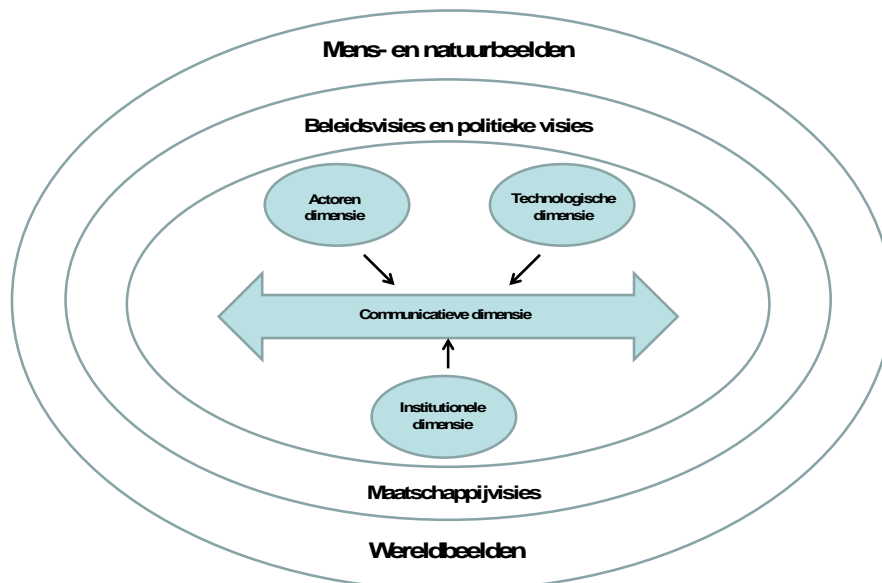 Mens- en natuurbeelden
Beleidsvisies en politieke visies
Actoren
dimensie
Technologische
dimensie
Communicatieve dimensie
Institutionele
dimensie
Maatschappijvisies
Wereldbeelden